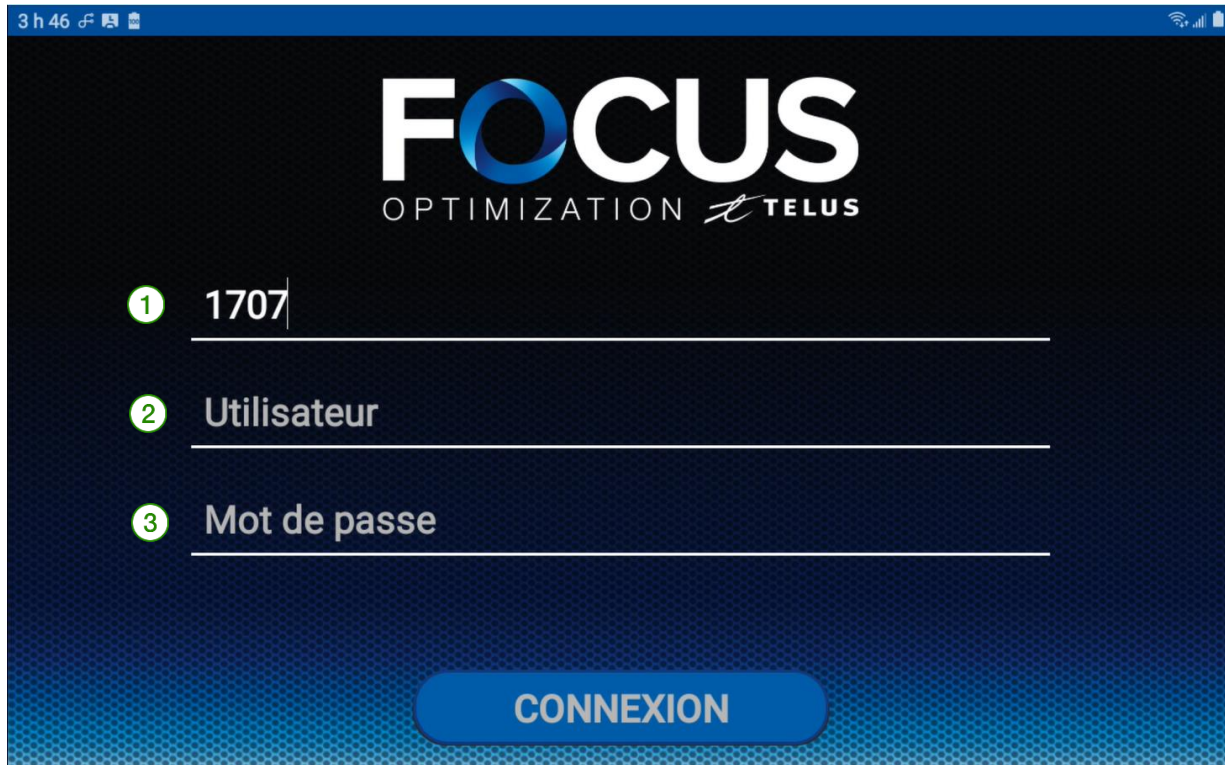 3 h 46
FOCUS
OPTIMIZATION TELUS
1 1707
2 Utilisateur
3 Mot de passe
CONNEXION